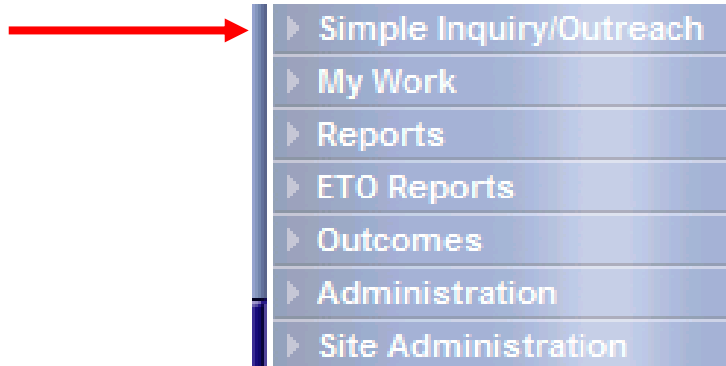 Simple Inquiry/Outreach
My Work
Reports
ETO Reports
Outcomes
Administration
Site Administration